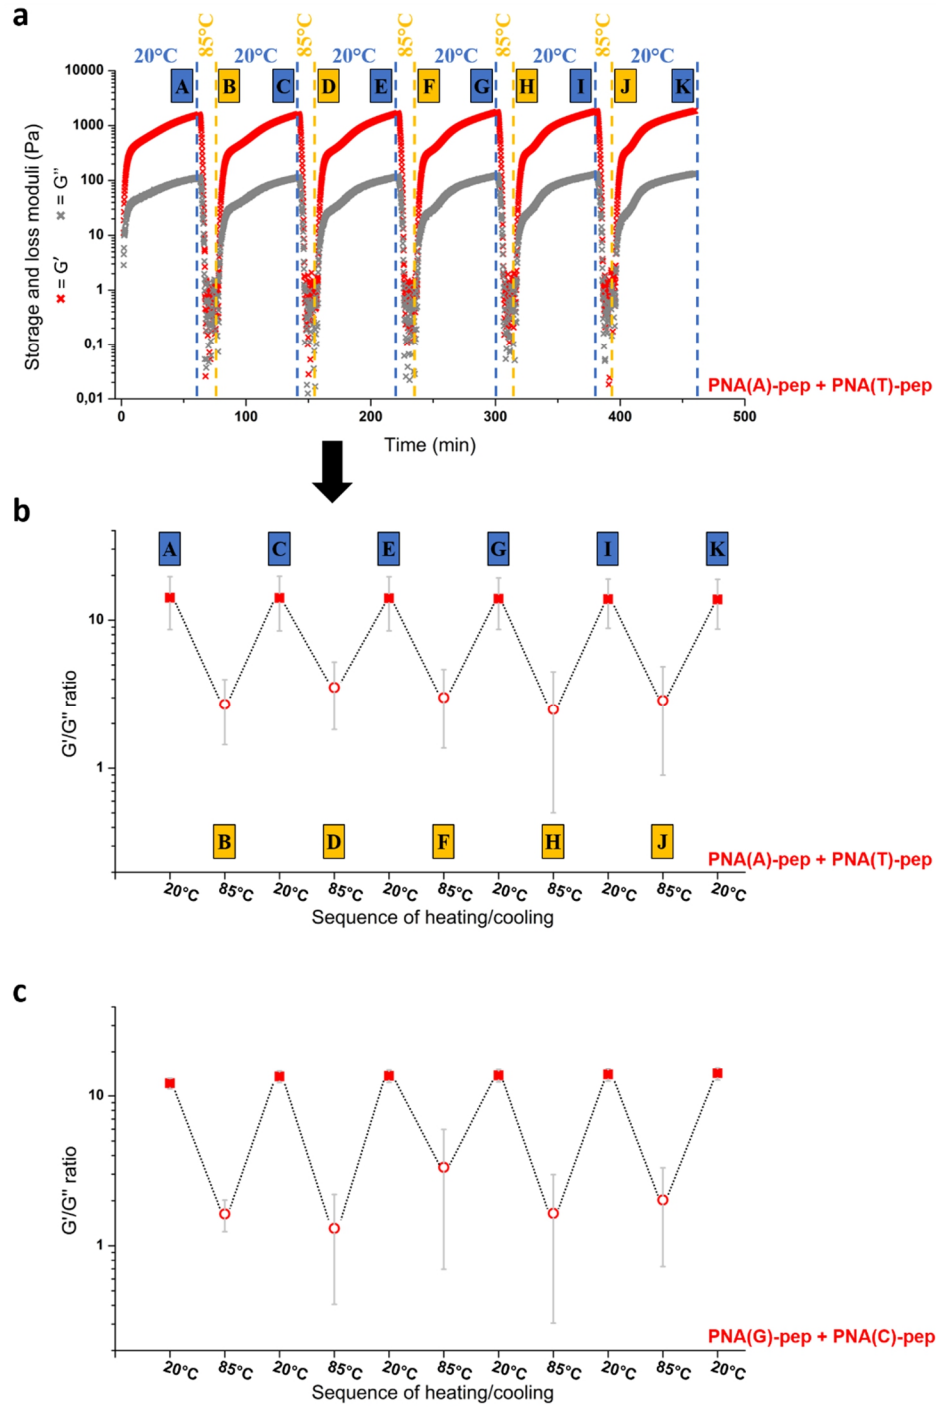 a
20°C 85°C 20°C 85°C 20°C 85°C 20°C 85°C 20°C 85°C 20°C
A B C D E F G H I J K
Storage and loss moduli (Pa)
× = G' × = G"
10000
1000
100
10
1
0,1
0,01
0 100 200 300 400 500
Time (min)
PNA(A)-pep + PNA(T)-pep
b
A C E G I K
G'/G" ratio
10
1
B D F H J
PNA(A)-pep + PNA(T)-pep
20°C 85°C 20°C 85°C 20°C 85°C 20°C 85°C 20°C 85°C 20°C
Sequence of heating/cooling
c
G'/G" ratio
10
1
PNA(G)-pep + PNA(C)-pep
20°C 85°C 20°C 85°C 20°C 85°C 20°C 85°C 20°C 85°C 20°C
Sequence of heating/cooling